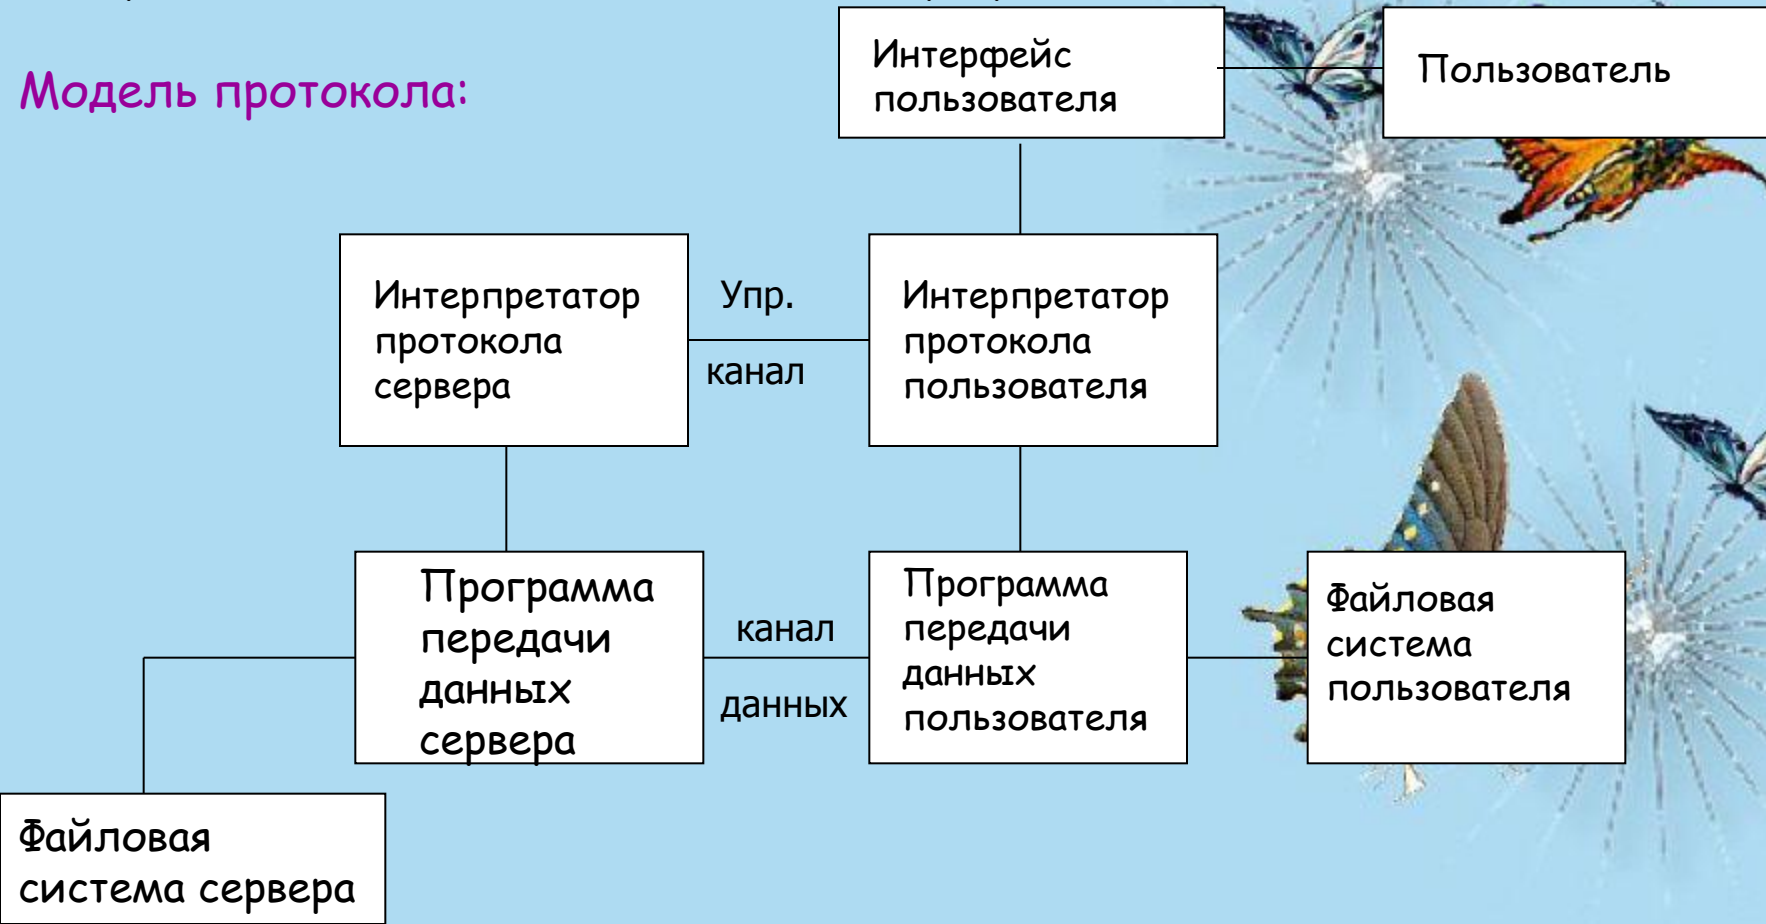 Модель протокола:
Интерфейс
пользователя
Пользователь
Интерпретатор
протокола
сервера
Упр.
канал
Интерпретатор
протокола
пользователя
Программа
передачи
данных
сервера
канал
данных
Программа
передачи
данных
пользователя
Файловая
система
пользователя
Файловая
система сервера